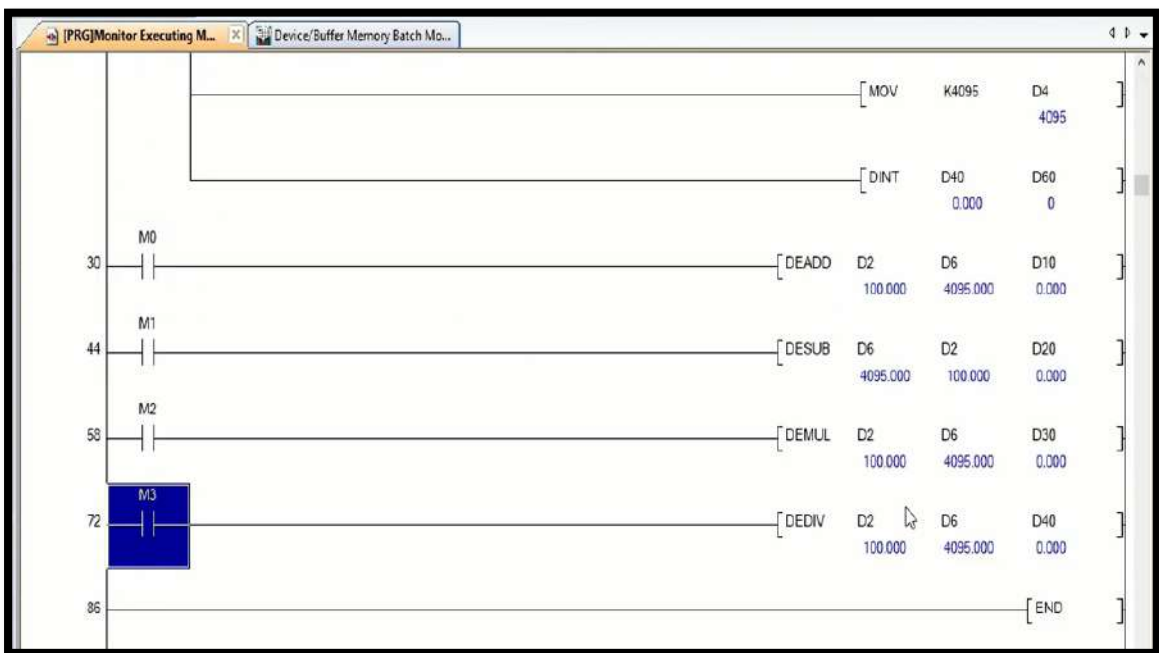 [PRG]Monitor Executing M... Device/Buffer Memory Batch Mo...
MOV K4095 D4
4095
DINT D40 D60
0.000 0
M0
30 DEADD D2 D6 D10
100.000 4095.000 0.000
M1
44 DESUB D6 D2 D20
4095.000 100.000 0.000
M2
58 DEMUL D2 D6 D30
100.000 4095.000 0.000
M3
72 DEDIV D2 D6 D40
100.000 4095.000 0.000
86 END